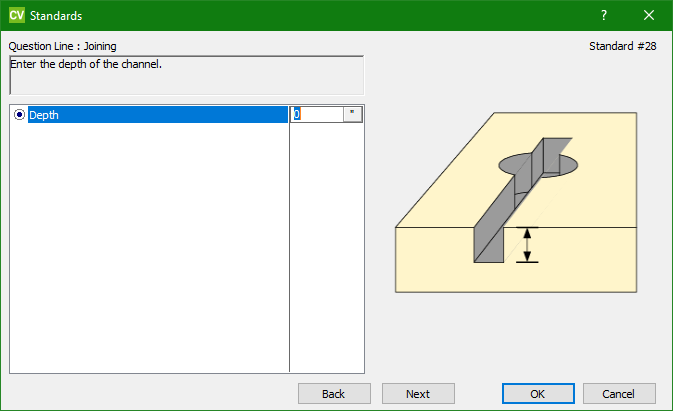 CV Standards ?
Question Line : Joining
Standard #28
Enter the depth of the channel.
Depth 0 "
Back Next OK Cancel